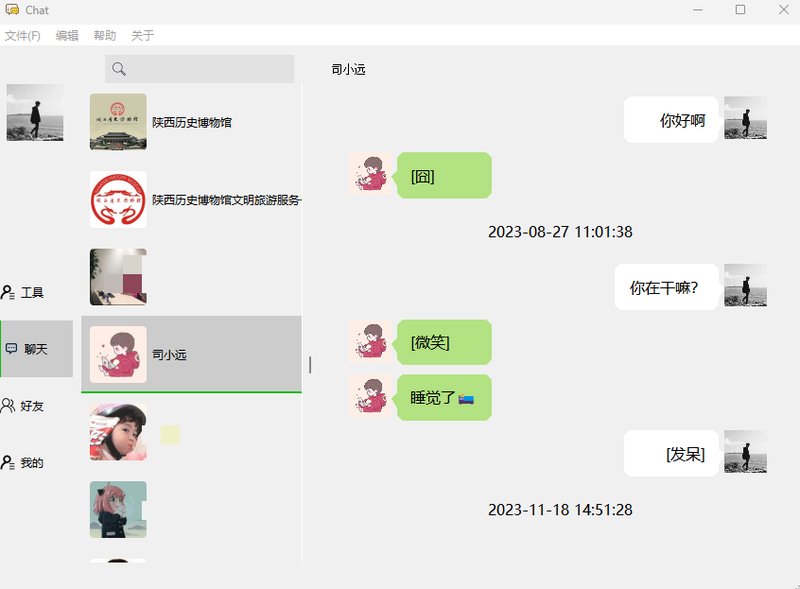 Chat
文件(F) 编辑 帮助 关于
司小远
陕西历史博物馆
陕西历史博物馆文明旅游服务
司小远
工具
聊天
好友
我的
你好啊
[囧]
2023-08-27 11:01:38
你在干嘛?
[微笑]
睡觉了
[发呆]
2023-11-18 14:51:28